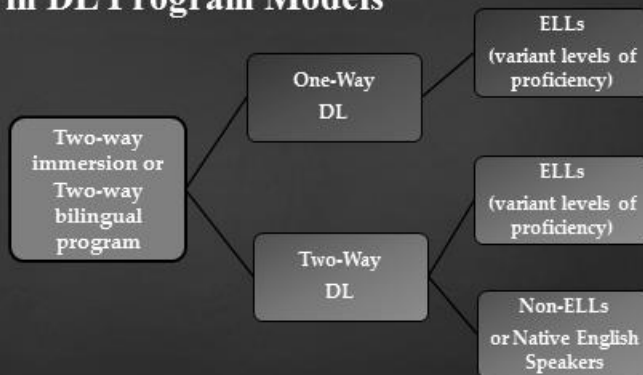 in DL Program Models
ELLs
(variant levels of
proficiency)
One-Way
DL
Two-way
immersion or
Two-way
bilingual
program
ELLs
(variant levels of
proficiency)
Two-Way
DL
Non-ELLs
or Native English
Speakers